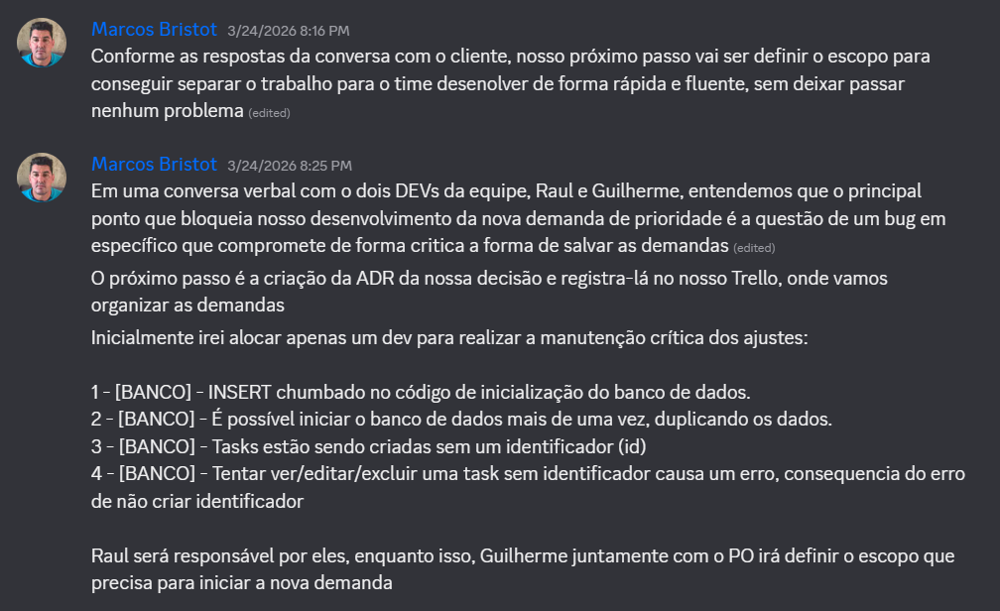 Marcos Bristot 3/24/2026 8:16 PM
Conforme as respostas da conversa com o cliente, nosso próximo passo vai ser definir o escopo para
conseguir separar o trabalho para o time desenolver de forma rápida e fluente, sem deixar passar
nenhum problema (edited)
Marcos Bristot 3/24/2026 8:25 PM
Em uma conversa verbal com o dois DEVs da equipe, Raul e Guilherme, entendemos que o principal
ponto que bloqueia nosso desenvolvimento da nova demanda de prioridade é a questão de um bug em
específico que compromete de forma critica a forma de salvar as demandas (edited)
O próximo passo é a criação da ADR da nossa decisão e registra-lá no nosso Trello, onde vamos
organizar as demandas
Inicialmente irei alocar apenas um dev para realizar a manutenção crítica dos ajustes:
1 - [BANCO] - INSERT chumbado no código de inicialização do banco de dados.
2 - [BANCO] - É possível iniciar o banco de dados mais de uma vez, duplicando os dados.
3 - [BANCO] - Tasks estão sendo criadas sem um identificador (id)
4 - [BANCO] - Tentar ver/editar/excluir uma task sem identificador causa um erro, consequencia do erro
de não criar identificador
Raul será responsável por eles, enquanto isso, Guilherme juntamente com o PO irá definir o escopo que
precisa para iniciar a nova demanda